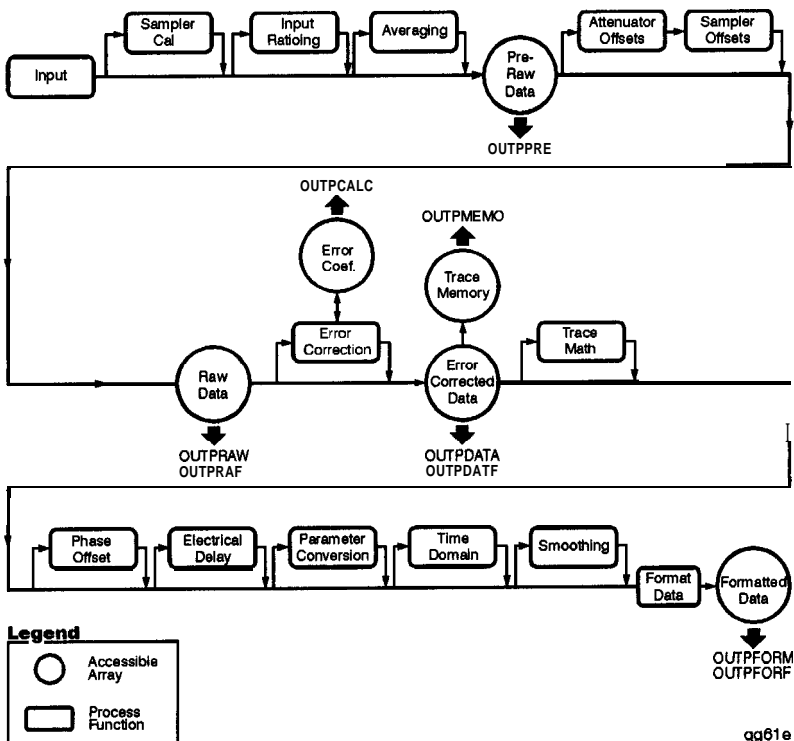 Input
Sampler
Cal
Input
Ratioing
Averaging
Pre-
Raw
Data
OUTPPRE
Attenuator
Offsets
Sampler
Offsets
OUTPCALC
Error
Coef.
Error
Correction
Raw
Data
OUTPRAW
OUTPRAF
OUTPMEMO
Trace
Memory
Error
Corrected
Data
OUTPDATA
OUTPDATF
Trace
Math
Phase
Offset
Electrical
Delay
Parameter
Conversion
Time
Domain
Smoothing
Format
Data
Formatted
Data
OUTPFORM
OUTPFORF
Legend
Accessible
Array
Process
Function
qg61e